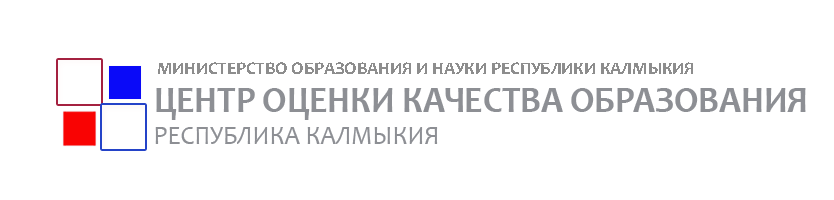 МИНИСТЕРСТВО ОБРАЗОВАНИЯ И НАУКИ РЕСПУБЛИКИ КАЛМЫКИЯ
ЦЕНТР ОЦЕНКИ КАЧЕСТВА ОБРАЗОВАНИЯ
РЕСПУБЛИКА КАЛМЫКИЯ